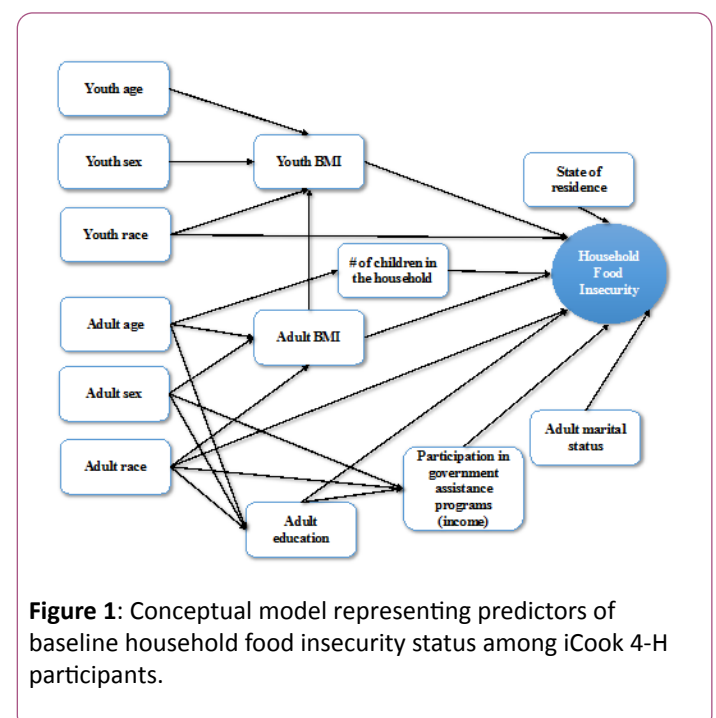 Youth age
Youth sex
Youth BMI
State of
residence
Youth race
# of children in
the household
Household
Food
Insecurity
Adult age
Adult BMI
Adult sex
Adult marital
status
Adult race
Participation in
government
assistance
programs
(income)
Adult
education
Figure 1: Conceptual model representing predictors of
baseline household food insecurity status among iCook 4-H
participants.